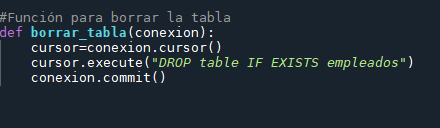 #Función para borrar la tabla
def borrar_tabla(conexion):
    cursor=conexion.cursor()
    cursor.execute("DROP table IF EXISTS empleados")
    conexion.commit()